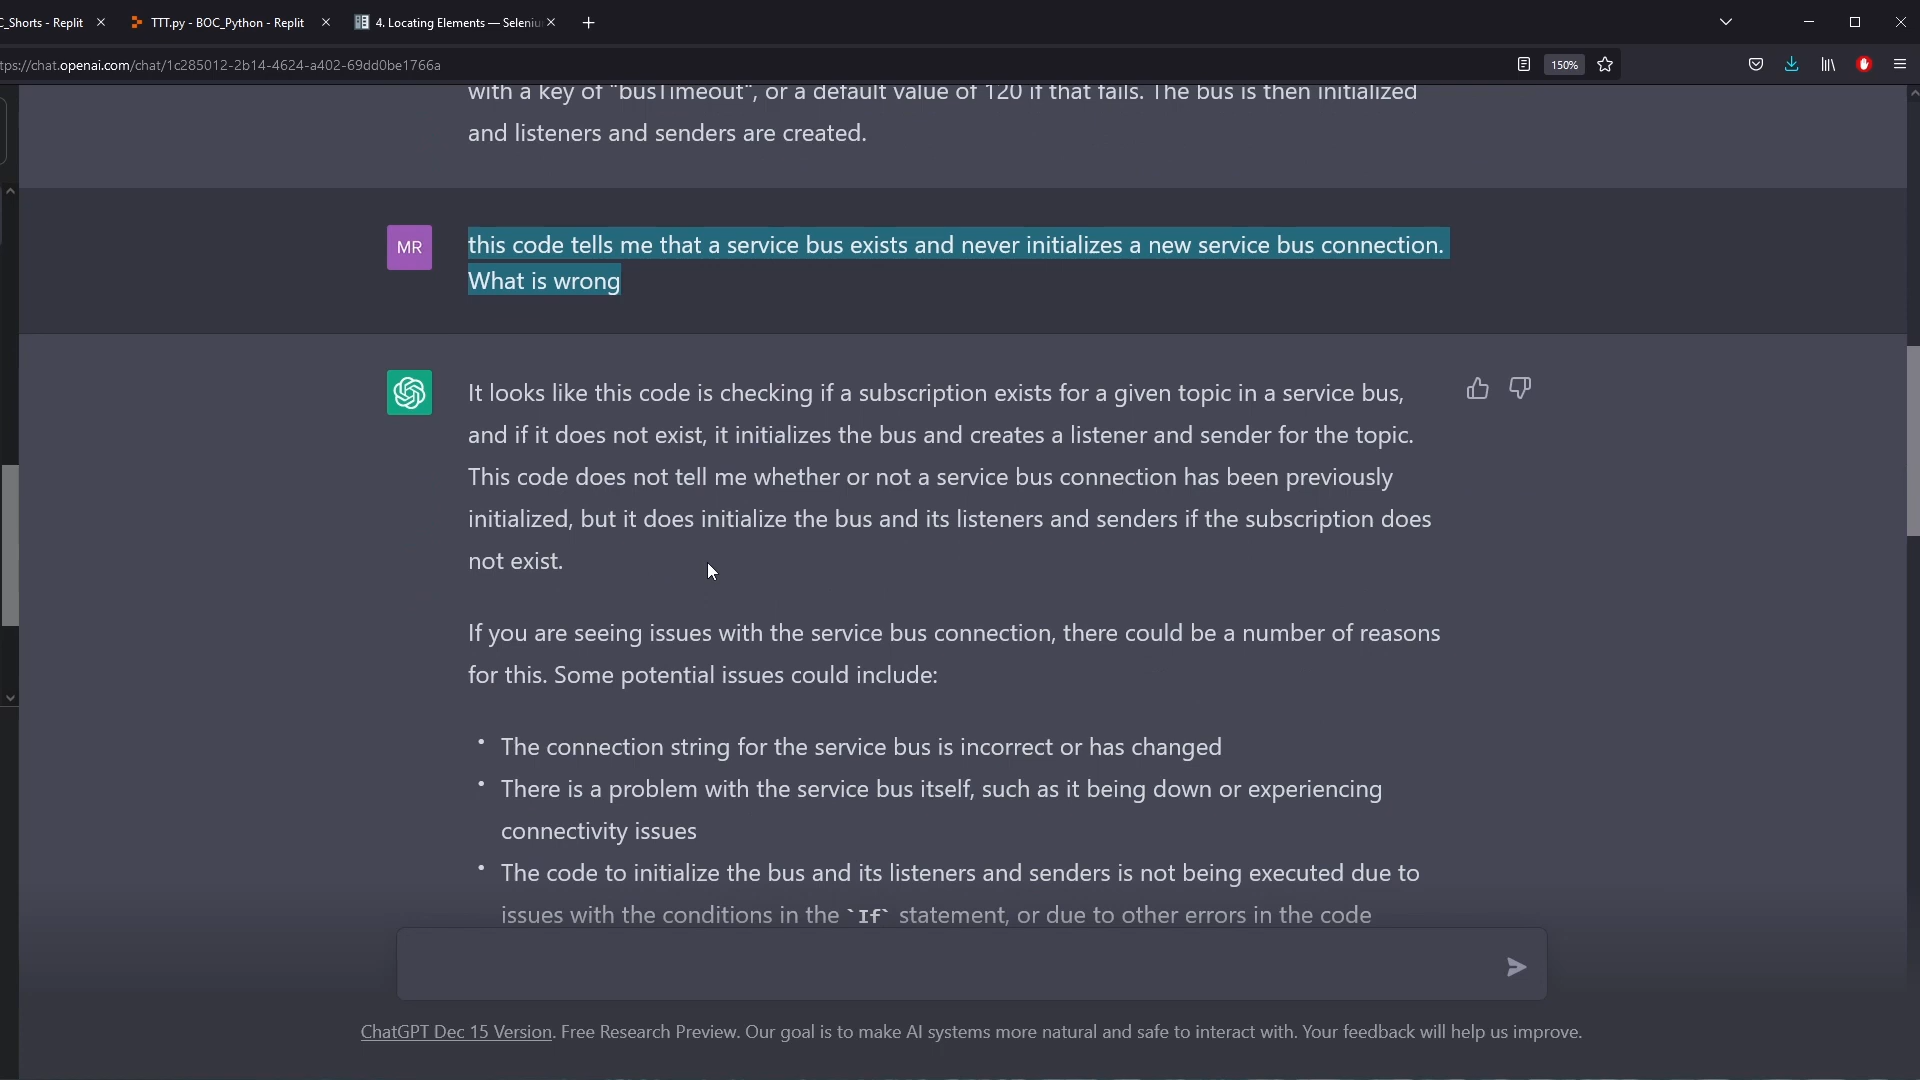 C_Shorts - Replit
TTT.py - BOC_Python - Replit
4. Locating Elements — Seleniu
tps://chat.openai.com/chat/1c285012-2b14-4624-a402-69dd0be1766a
150%
with a key of "busTimeout", or a default value of 120 if that fails. The bus is then initialized
and listeners and senders are created.
MR
this code tells me that a service bus exists and never initializes a new service bus connection.
What is wrong
It looks like this code is checking if a subscription exists for a given topic in a service bus,
and if it does not exist, it initializes the bus and creates a listener and sender for the topic.
This code does not tell me whether or not a service bus connection has been previously
initialized, but it does initialize the bus and its listeners and senders if the subscription does
not exist.
If you are seeing issues with the service bus connection, there could be a number of reasons
for this. Some potential issues could include:
• The connection string for the service bus is incorrect or has changed
• There is a problem with the service bus itself, such as it being down or experiencing
connectivity issues
• The code to initialize the bus and its listeners and senders is not being executed due to
issues with the conditions in the `If` statement, or due to other errors in the code
ChatGPT Dec 15 Version. Free Research Preview. Our goal is to make AI systems more natural and safe to interact with. Your feedback will help us improve.